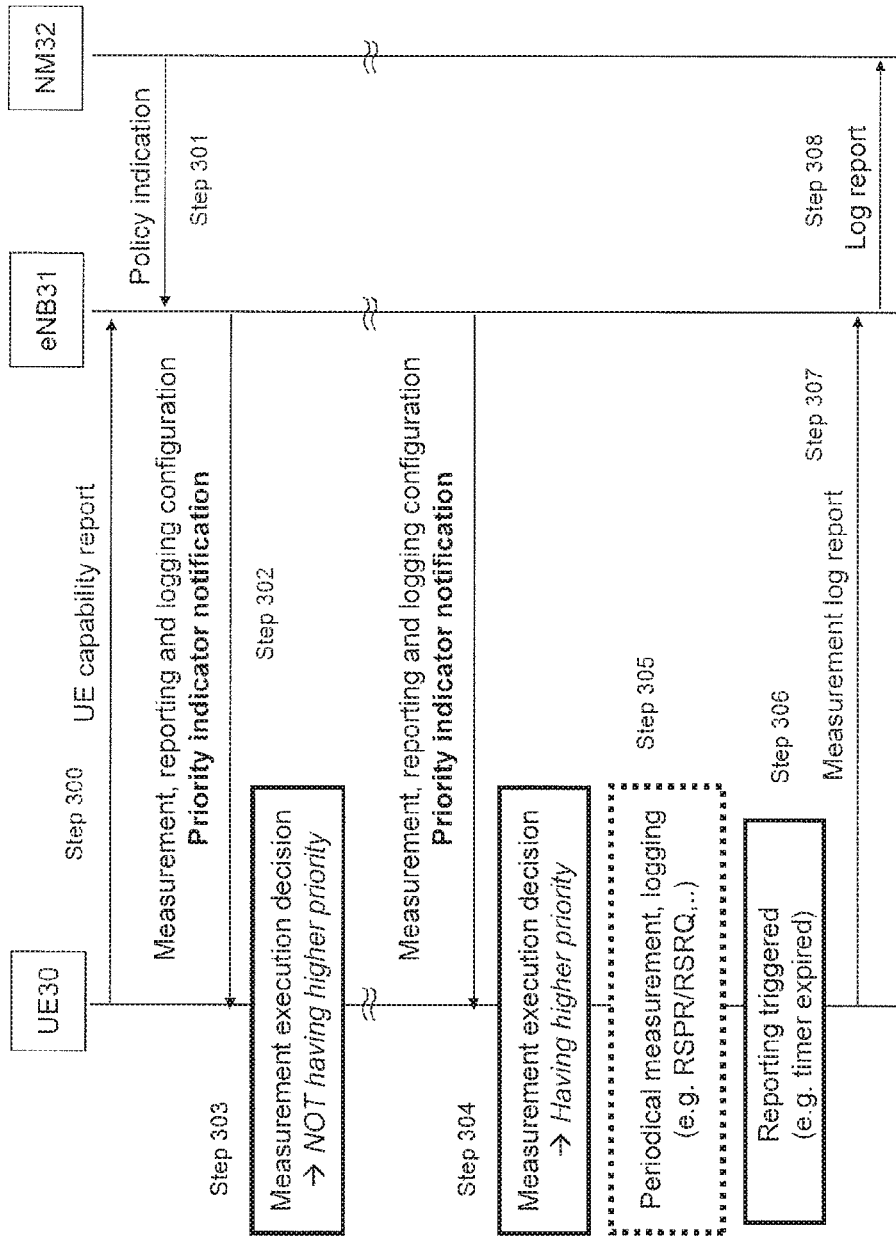 UE30
eNB31
NM32
Step 300
UE capability report
Policy indication
Step 301
Measurement, reporting and logging configuration
Priority indicator notification
Step 302
Step 303
Measurement execution decision
→ NOT having higher priority
Measurement, reporting and logging configuration
Priority indicator notification
Step 304
Measurement execution decision
→ Having higher priority
Step 305
Periodical measurement, logging
(e.g. RSPR/RSRQ,..)
Step 306
Reporting triggered
(e.g. timer expired)
Measurement log report
Step 307
Step 308
Log report